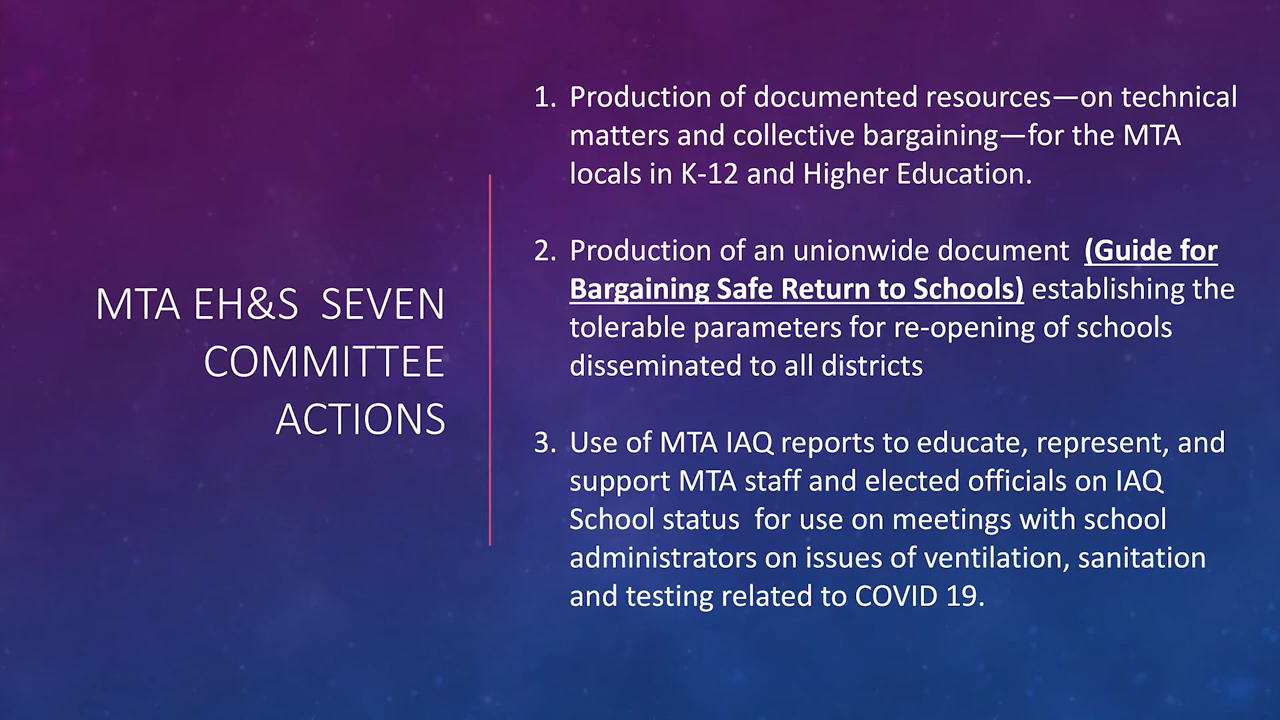 MTA EH&S  SEVEN
COMMITTEE
ACTIONS
1. Production of documented resources—on technical
matters and collective bargaining—for the MTA
locals in K-12 and Higher Education.
2. Production of an unionwide document  (Guide for
Bargaining Safe Return to Schools) establishing the
tolerable parameters for re-opening of schools
disseminated to all districts
3. Use of MTA IAQ reports to educate, represent, and
support MTA staff and elected officials on IAQ
School status  for use on meetings with school
administrators on issues of ventilation, sanitation
and testing related to COVID 19.